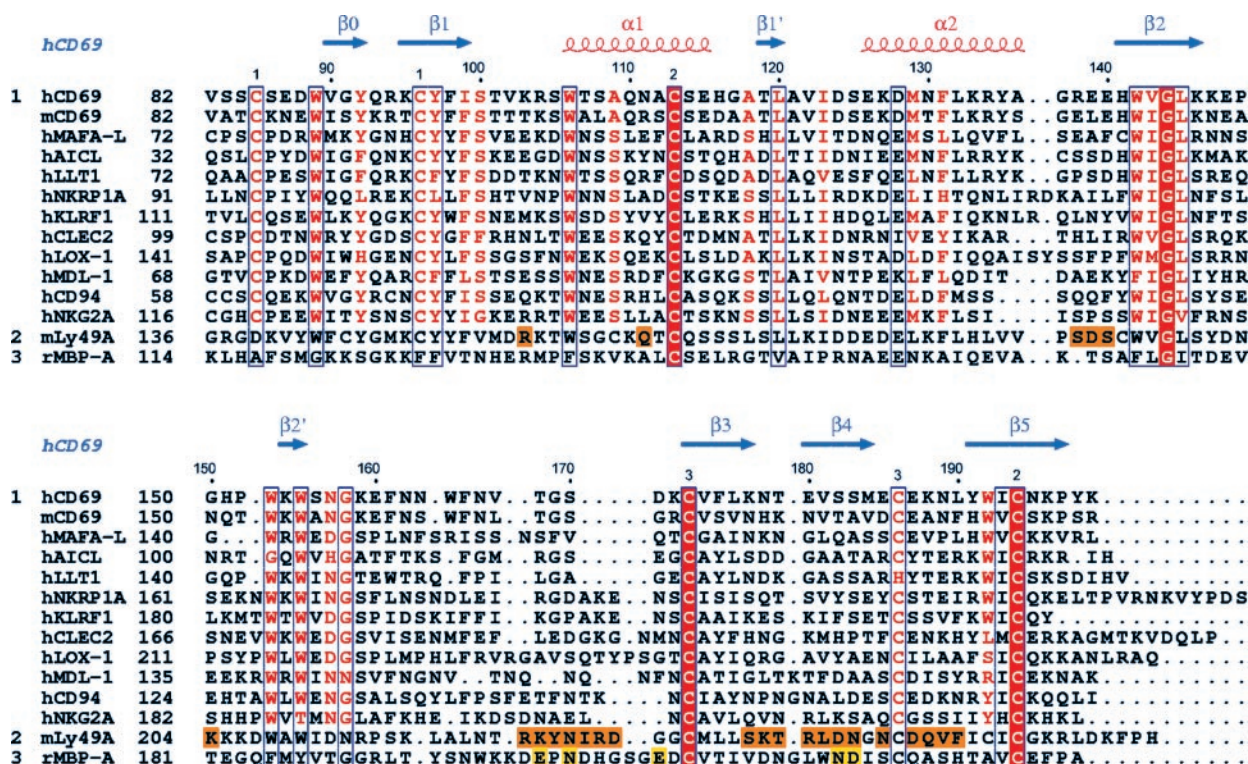 hCD69 β0 β1 α1 β1' α2 β2
1 90 1 100 110 2 120 130 140
1 hCD69 82 VSSCSEDWVGYQRKCYFISTVKRSWTSAQNACSEHGATLAVIDSEKDMNFLKRYA..GREEHWVGLKKEP
mCD69 82 VATCKNEWISYKRTCYFFSTTTKSWALAQRSCSEDAATLAVIDSEKDMTFLKRYS..GELEHWIGLKNEA
hMAFA-L 72 CPSCPDRWMKYGNHCYYFSVEEKDWNSSLEFCLARDSHLLVITDNQEMSLLQVFL..SEAFCWIGLRNNS
hAICL 32 QSLCPYDWIGFQNKCYYFSKEEGDWNSSKYNCSTQHADLTIIDNIEEMNFLRRYK..CSSDHWIGLKMAK
hLLT1 72 QAACPESWIGFQRKCFYFSDDTKNWTSSQRFCDSQDADLAQVESFQELNFLLRYK..GPSDHWIGLSREQ
hNKRP1A 91 LLNCPIYWQQLREKCLLFSHTVNPWNNSLADCSTKESSLLLIRDKDELIHTQNLIRDKAILFWIGLNFSL
hKLRF1 111 TVLCQSEWLKYQGKCYWFSNEMKSWSDSYVYCLERKSHLLIIHDQLEMAFIQKNLR.QLNYVWIGLNFTS
hCLEC2 99 CSPCDTNWRYYGDSCYGFFRHNLTWEESKQYCTDMNATLLKIDNRNIVEYIKAR...THLIRWVGLSRQK
hLOX-1 141 SAPCPQDWIWHGENCYLFSSGSFNWEKSQEKCLSLDAKLLKINSTADLDFIQQAISYSSFPFWMGLSRRN
hMDL-1 68 GTVCPKDWEFYQARCFFLSTSESSWNESRDFCKGKGSTLAIVNTPEKLFLQDIT...DAEKYFIGLIYHR
hCD94 58 CCSCQEKWVGYRCNCYFISSEQKTWNESRHLCASQKSSLLQLQNTDELDFMSS....SQQFYWIGLSYSE
hNKG2A 116 CGHCPEEWITYSNSCYYIGKERRTWEESLLACTSKNSSLLSIDNEEEMKFLSI....ISPSSWIGVFRNS
2 mLy49A 136 GRGDKVYWFCYGMKCYYFVMDRKTWSGCKQTCQSSSLSLLKIDDEDELKFLHLVV..PSDSCWVGLSYDN
3 rMBP-A 114 KLHAFSMGKKSGKKFFVTNHERMPFSKVKALCSELRGTVAIPRNAEENKAIQEVA..K.TSAFLGITDEV
hCD69 β2' β3 β4 β5
150 160 170 3 180 3 190 2
1 hCD69 150 GHP.WKWSNGKEFNN.WFNV..TGS....DKCVFLKNT.EVSSMECEKNLYWICNKPYK..........
mCD69 150 NQT.WKWANGKEFNS.WFNL..TGS....GRCVSVNHK.NVTAVDCEANFHWVCSKPSR..........
hMAFA-L 140 G...WRWEDGSPLNFSRISS.NSFV....QTCGAINKN.GLQASSCEVPLHWVCKKVRL..........
hAICL 100 NRT.GQWVHGATFTKS.FGM..RGS....EGCAYLSDD.GAATARCYTERKWICRKR.IH.........
hLLT1 140 GQP.WKWINGTEWTRQ.FPI..LGA....GECAYLNDK.GASSARHYTERKWICSKSDIHV........
hNKRP1A 161 SEKNWKWINGSFLNSNDLEI..RGDAKE..NSCISISQT.SVYSEYCSTEIRWICQKELTPVRNKVYPDS
hKLRF1 180 LKMTWTWVDGSPIDSKIFFI..KGPAKE..NSCAAIKES.KIFSETCSSVFKWICQY............
hCLEC2 166 SNEVWKWEDGSVISENMFEF..LEDGKG.NMNCAYFHNG.KMHPTFCENKHYLMCERKAGMTKVDQLP..
hLOX-1 211 PSYPWLWEDGSPLMPHLFRVRGAVSQTYPSGTCAYIQRG.AVYAENCILAAFSICQKKANLRAQ......
hMDL-1 135 EEKRWRWINNSVFNGNV..TNQ..NQ...NFNCATIGLTKTFDAASCDISYRRICEKNAK..........
hCD94 124 EHTAWLWENGSALSQYLFPSFETFNTK....NCIAYNPNGNALDESCEDKNRYICKQQLI..........
hNKG2A 182 SHHPWVTMNGLAFKHE.IKDSDNAEL.....NCAVLQVN.RLKSAQCGSSIIYHCKHKL...........
2 mLy49A 204 KKKDWAWIDNRPSK.LALNT.RKYNIRD...GGCMLLSKT.RLDNGNCDQVFICICGKRLDKFPH.....
3 rMBP-A 181 TEGQFMYVTGGRLT.YSNWKKDEPNDHGSGEDCVTIVDNGLWNDISCQASHTAVCEFPA...........